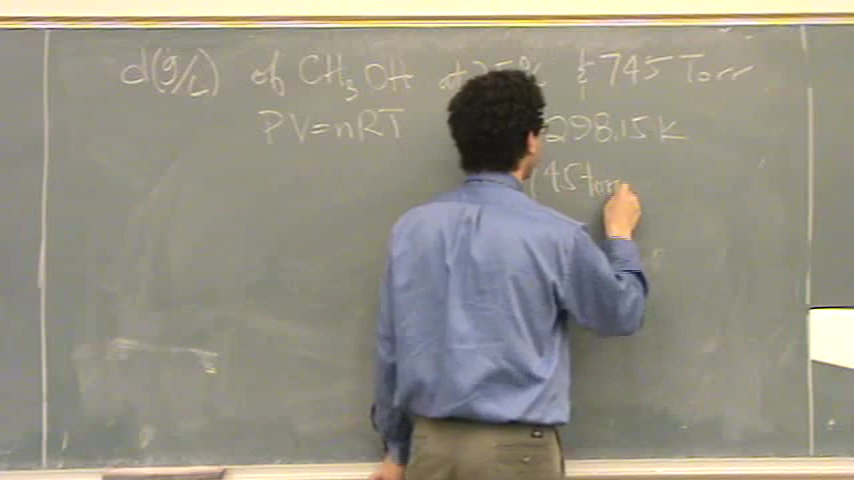 d(g/L) of CH₃OH at 25°C & 745 Torr
PV=nRT 298.15 K
745 torr